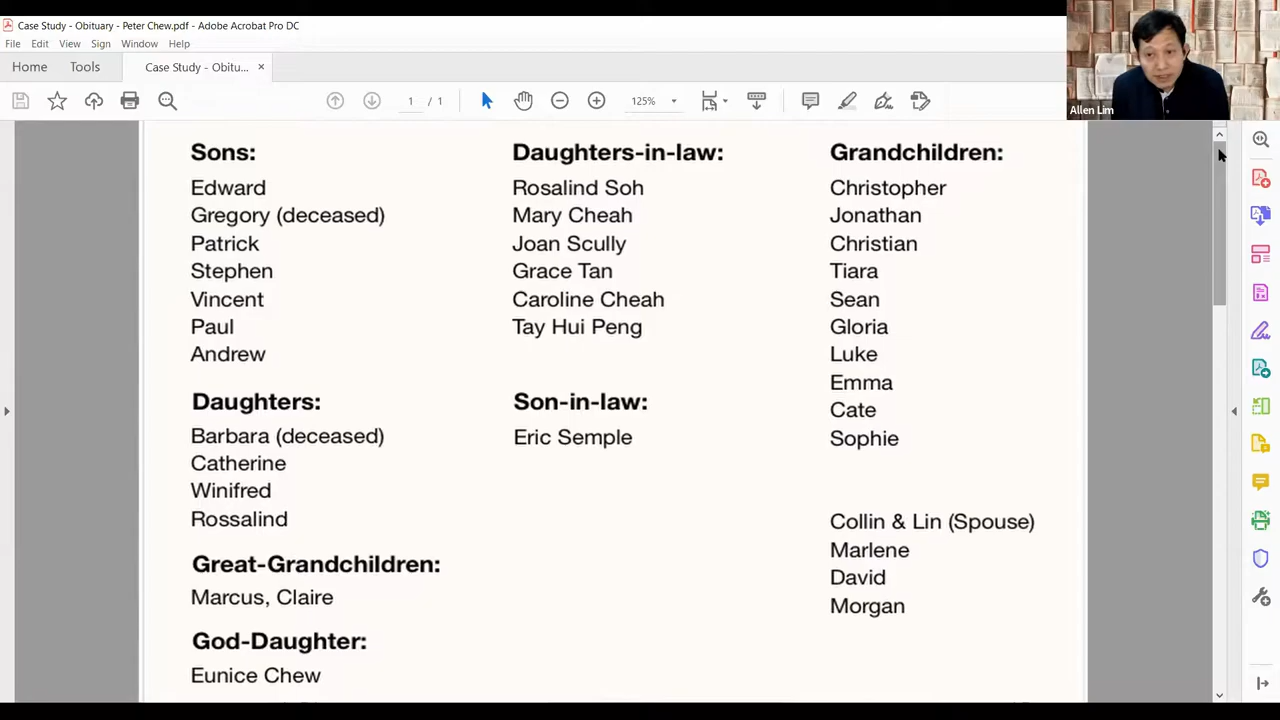 Case Study - Obituary - Peter Chew.pdf - Adobe Acrobat Pro DC
File Edit View Sign Window Help
Home Tools Case Study - Obitu... ×
1 / 1 125%
Allen Lim
Sons:
Edward
Gregory (deceased)
Patrick
Stephen
Vincent
Paul
Andrew
Daughters:
Barbara (deceased)
Catherine
Winifred
Rossalind
Great-Grandchildren:
Marcus, Claire
God-Daughter:
Eunice Chew
Daughters-in-law:
Rosalind Soh
Mary Cheah
Joan Scully
Grace Tan
Caroline Cheah
Tay Hui Peng
Son-in-law:
Eric Semple
Grandchildren:
Christopher
Jonathan
Christian
Tiara
Sean
Gloria
Luke
Emma
Cate
Sophie
Collin & Lin (Spouse)
Marlene
David
Morgan